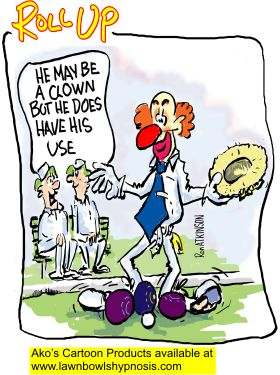 ROLL UP
HE MAY BE
A CLOWN
BUT HE DOES
HAVE HIS
USE
RON ATKINSON
Ako's Cartoon Products available at
www.lawnbowlshypnosis.com